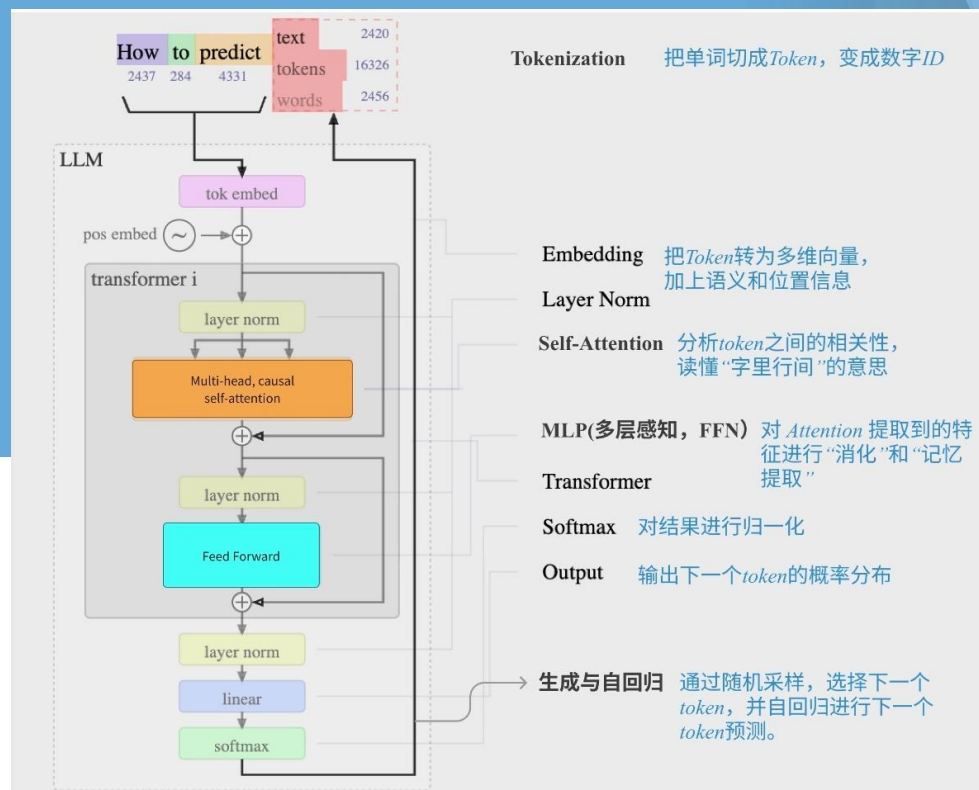 How to predict
2437 284 4331
text 2420
tokens 16326
words 2456
Tokenization 把单词切成Token，变成数字ID
LLM
tok embed
pos embed ~
transformer i
layer norm
Multi-head, causal
self-attention
layer norm
Feed Forward
layer norm
linear
softmax
Embedding 把Token转为多维向量，
加上语义和位置信息
Layer Norm
Self-Attention 分析token之间的相关性，
读懂“字里行间”的意思
MLP(多层感知，FFN） 对 Attention 提取到的特
征进行“消化”和“记忆
提取”
Transformer
Softmax 对结果进行归一化
Output 输出下一个token的概率分布
生成与自回归 通过随机采样，选择下一个
token，并自回归进行下一个
token预测。